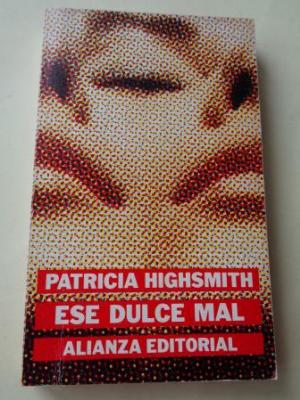 PATRICIA HIGHSMITH
ESE DULCE MAL
ALIANZA EDITORIAL